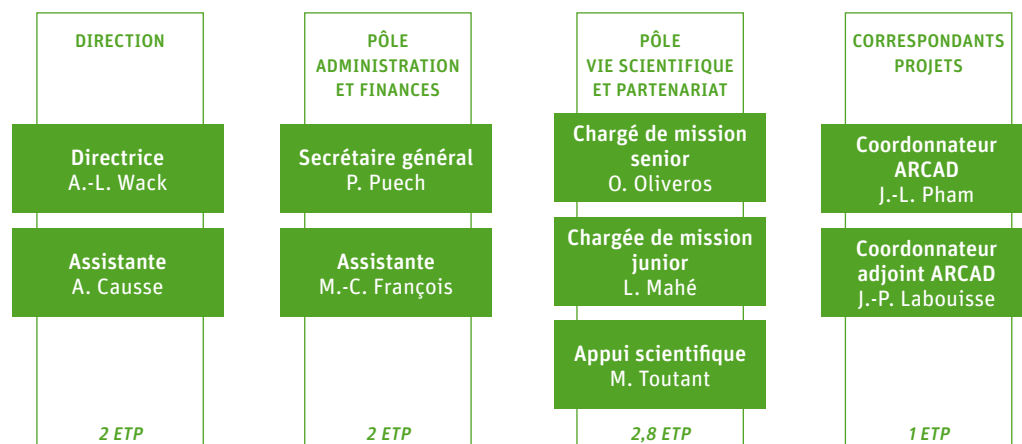 DIRECTION
Directrice
A.-L. Wack
Assistante
A. Causse
2 ETP
PÔLE
ADMINISTRATION
ET FINANCES
Secrétaire général
P. Puech
Assistante
M.-C. François
2 ETP
PÔLE
VIE SCIENTIFIQUE
ET PARTENARIAT
Chargé de mission
senior
O. Oliveros
Chargée de mission
junior
L. Mahé
Appui scientifique
M. Toutant
2,8 ETP
CORRESPONDANTS
PROJETS
Coordonnateur
ARCAD
J.-L. Pham
Coordonnateur
adjoint ARCAD
J.-P. Labouisse
1 ETP